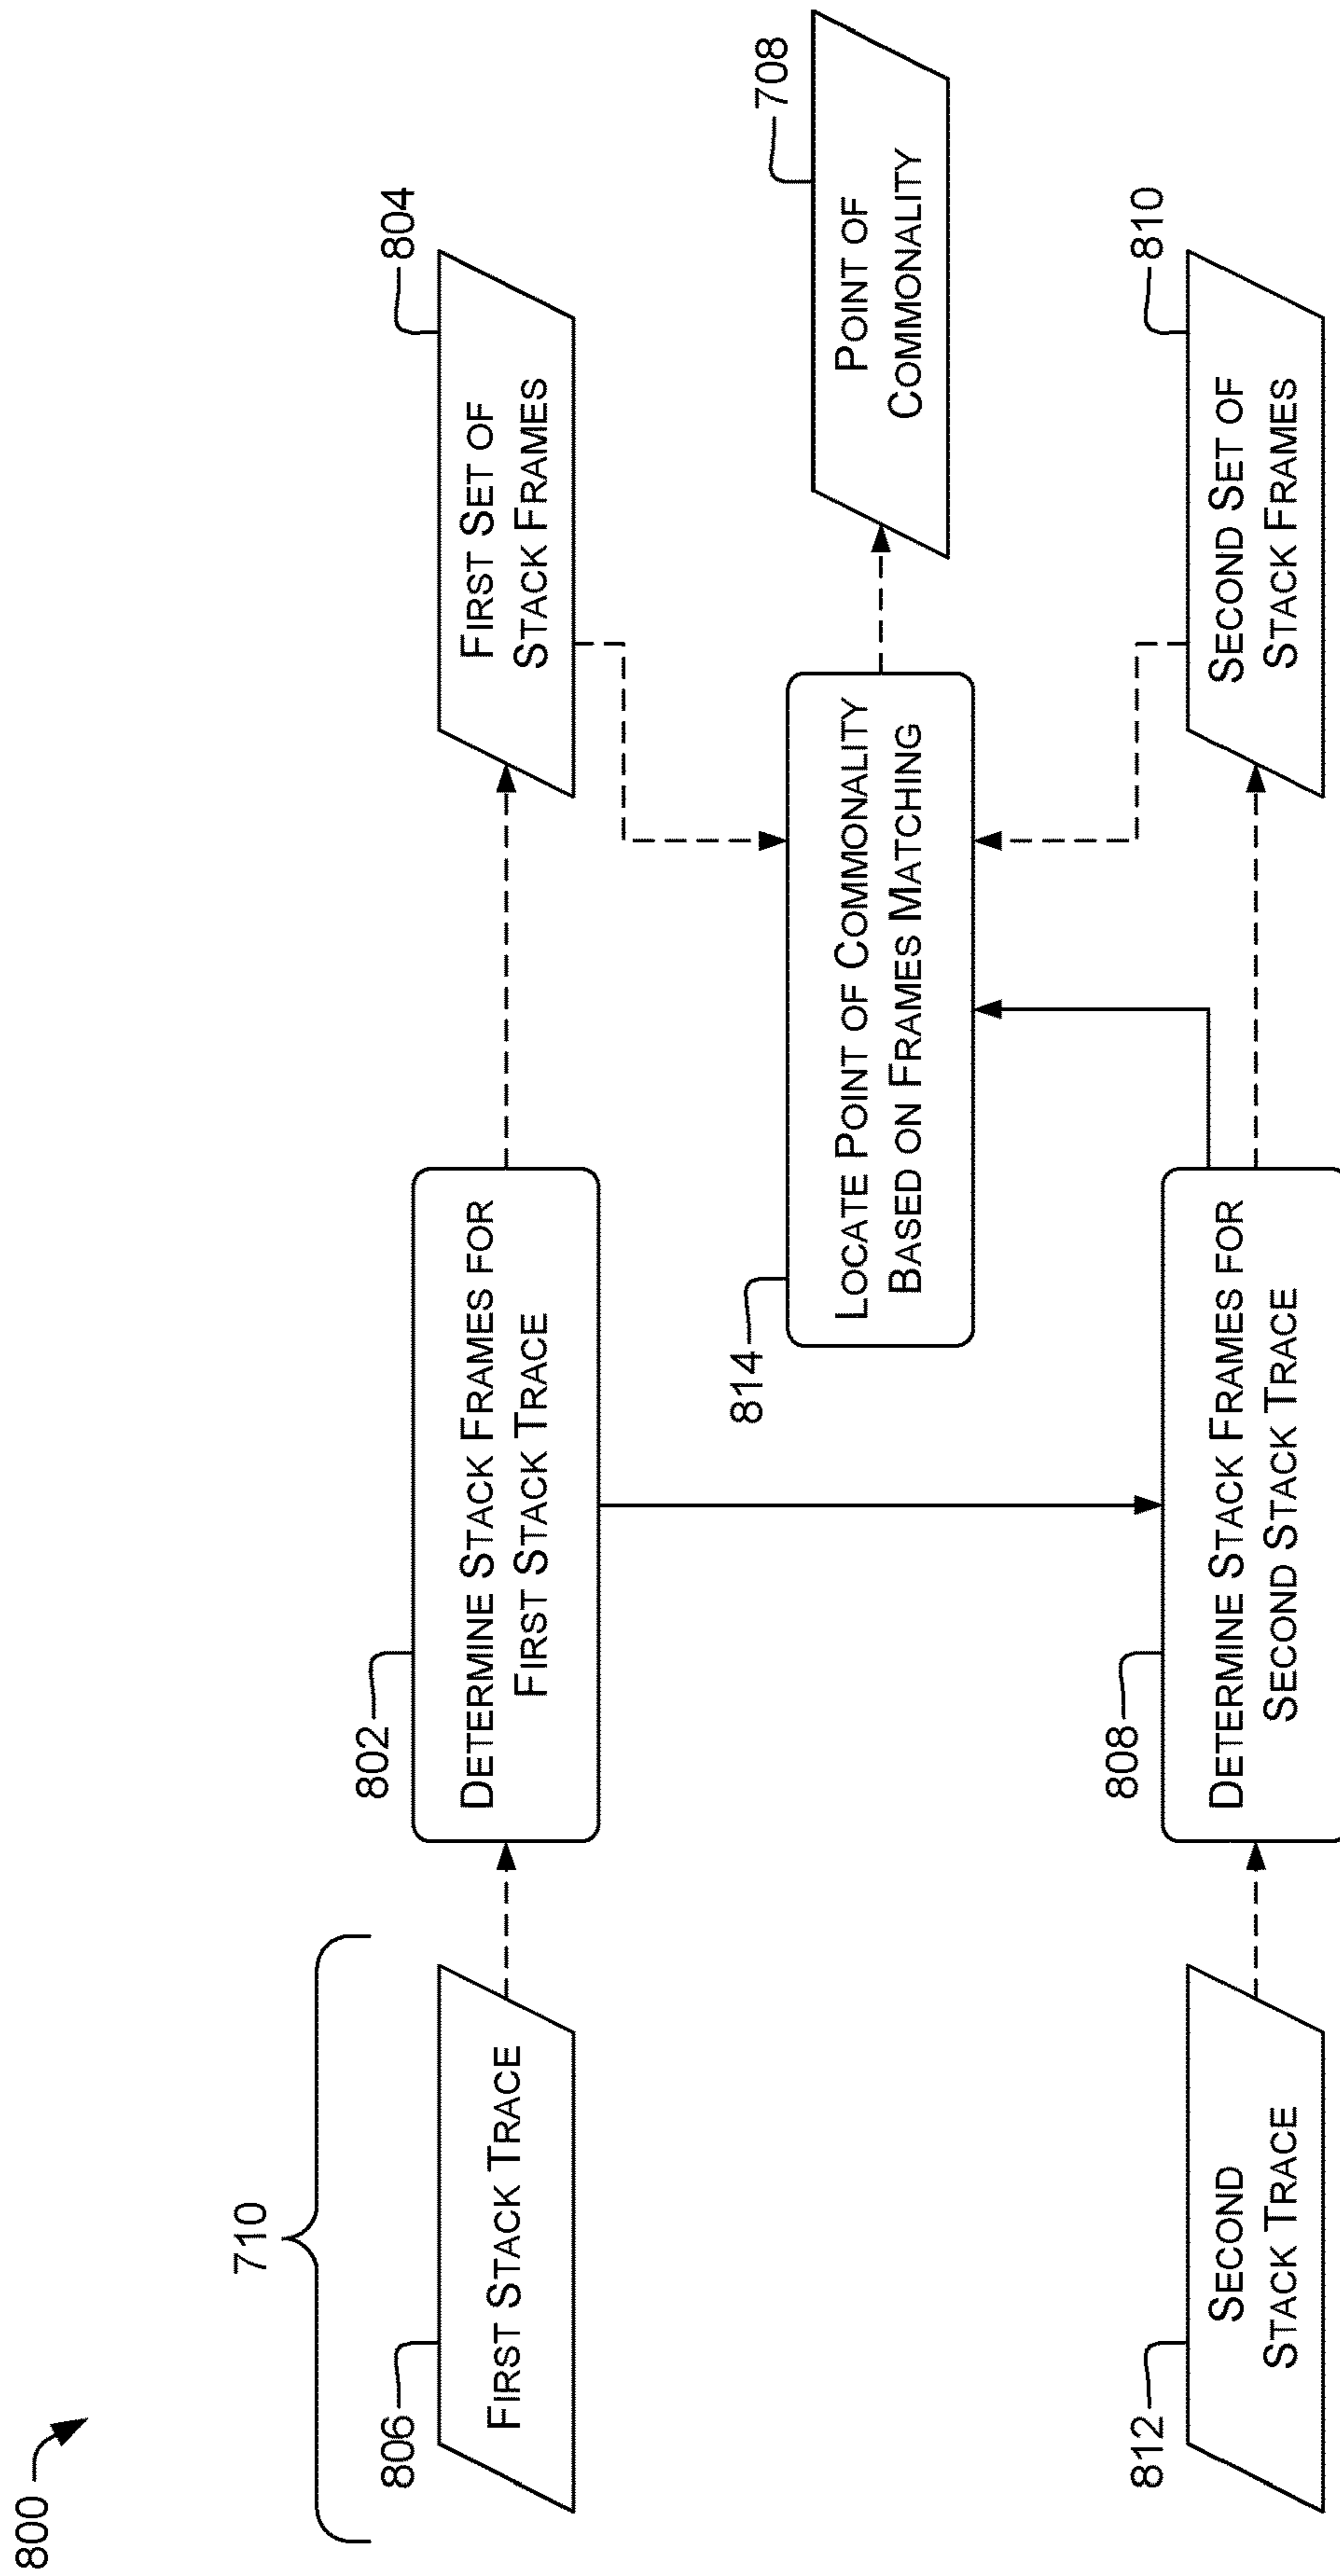 800
710
806
FIRST STACK TRACE
802
DETERMINE STACK FRAMES FOR
FIRST STACK TRACE
804
FIRST SET OF
STACK FRAMES
814
LOCATE POINT OF COMMONALITY
BASED ON FRAMES MATCHING
708
POINT OF
COMMONALITY
812
SECOND
STACK TRACE
808
DETERMINE STACK FRAMES FOR
SECOND STACK TRACE
810
SECOND SET OF
STACK FRAMES